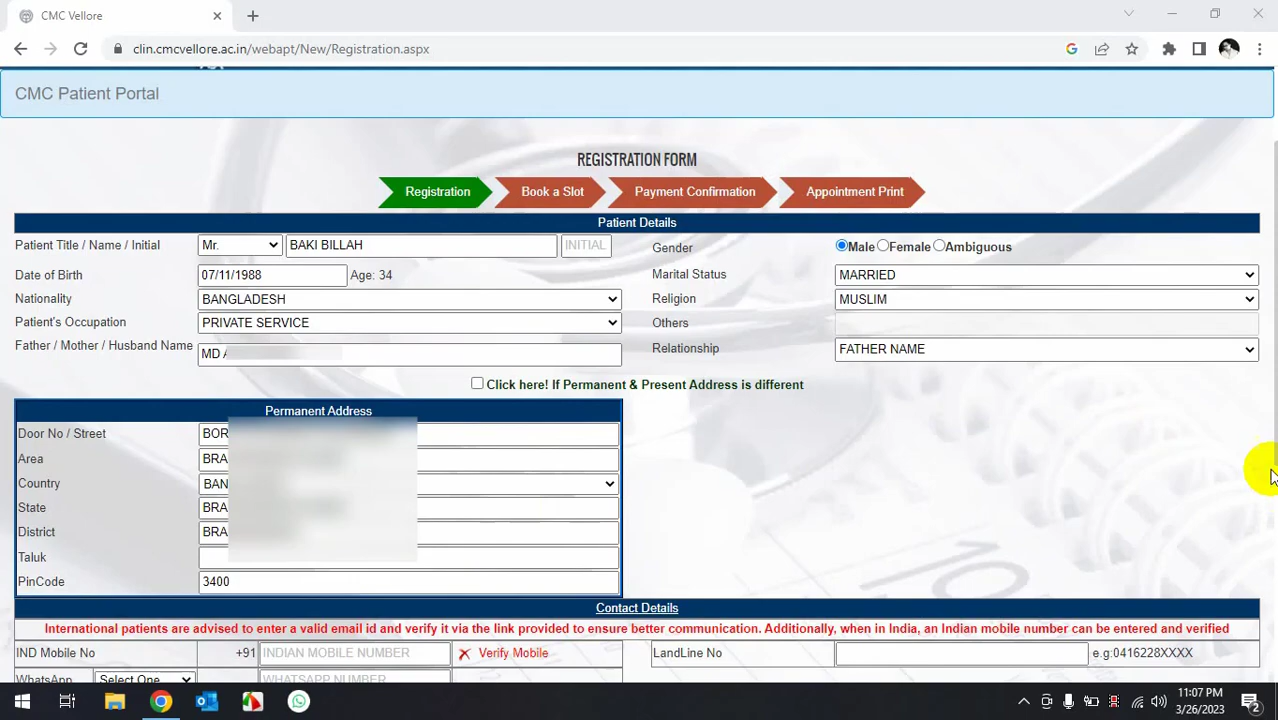 CMC Vellore
clin.cmcvellore.ac.in/webapt/New/Registration.aspx
CMC Patient Portal
REGISTRATION FORM
Registration Book a Slot Payment Confirmation Appointment Print
Patient Details
Patient Title / Name / Initial Mr. BAKI BILLAH INITIAL Gender Male Female Ambiguous
Date of Birth 07/11/1988 Age: 34 Marital Status MARRIED
Nationality BANGLADESH Religion MUSLIM
Patient's Occupation PRIVATE SERVICE Others
Father / Mother / Husband Name MD Relationship FATHER NAME
Click here! If Permanent & Present Address is different
Permanent Address
Door No / Street BOR
Area BRA
Country BAN
State BRA
District BRA
Taluk
PinCode 3400
Contact Details
International patients are advised to enter a valid email id and verify it via the link provided to ensure better communication. Additionally, when in India, an Indian mobile number can be entered and verified
IND Mobile No +91 INDIAN MOBILE NUMBER Verify Mobile LandLine No e.g:0416228XXXX
WhatsApp Select One WHATSAPP NUMBER
11:07 PM
3/26/2023
2